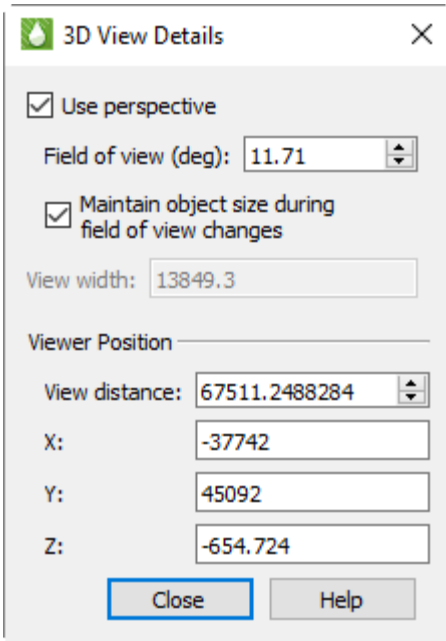 3D View Details
Use perspective
Field of view (deg): 11.71
Maintain object size during
field of view changes
View width: 13849.3
Viewer Position
View distance: 67511.2488284
X: -37742
Y: 45092
Z: -654.724
Close Help